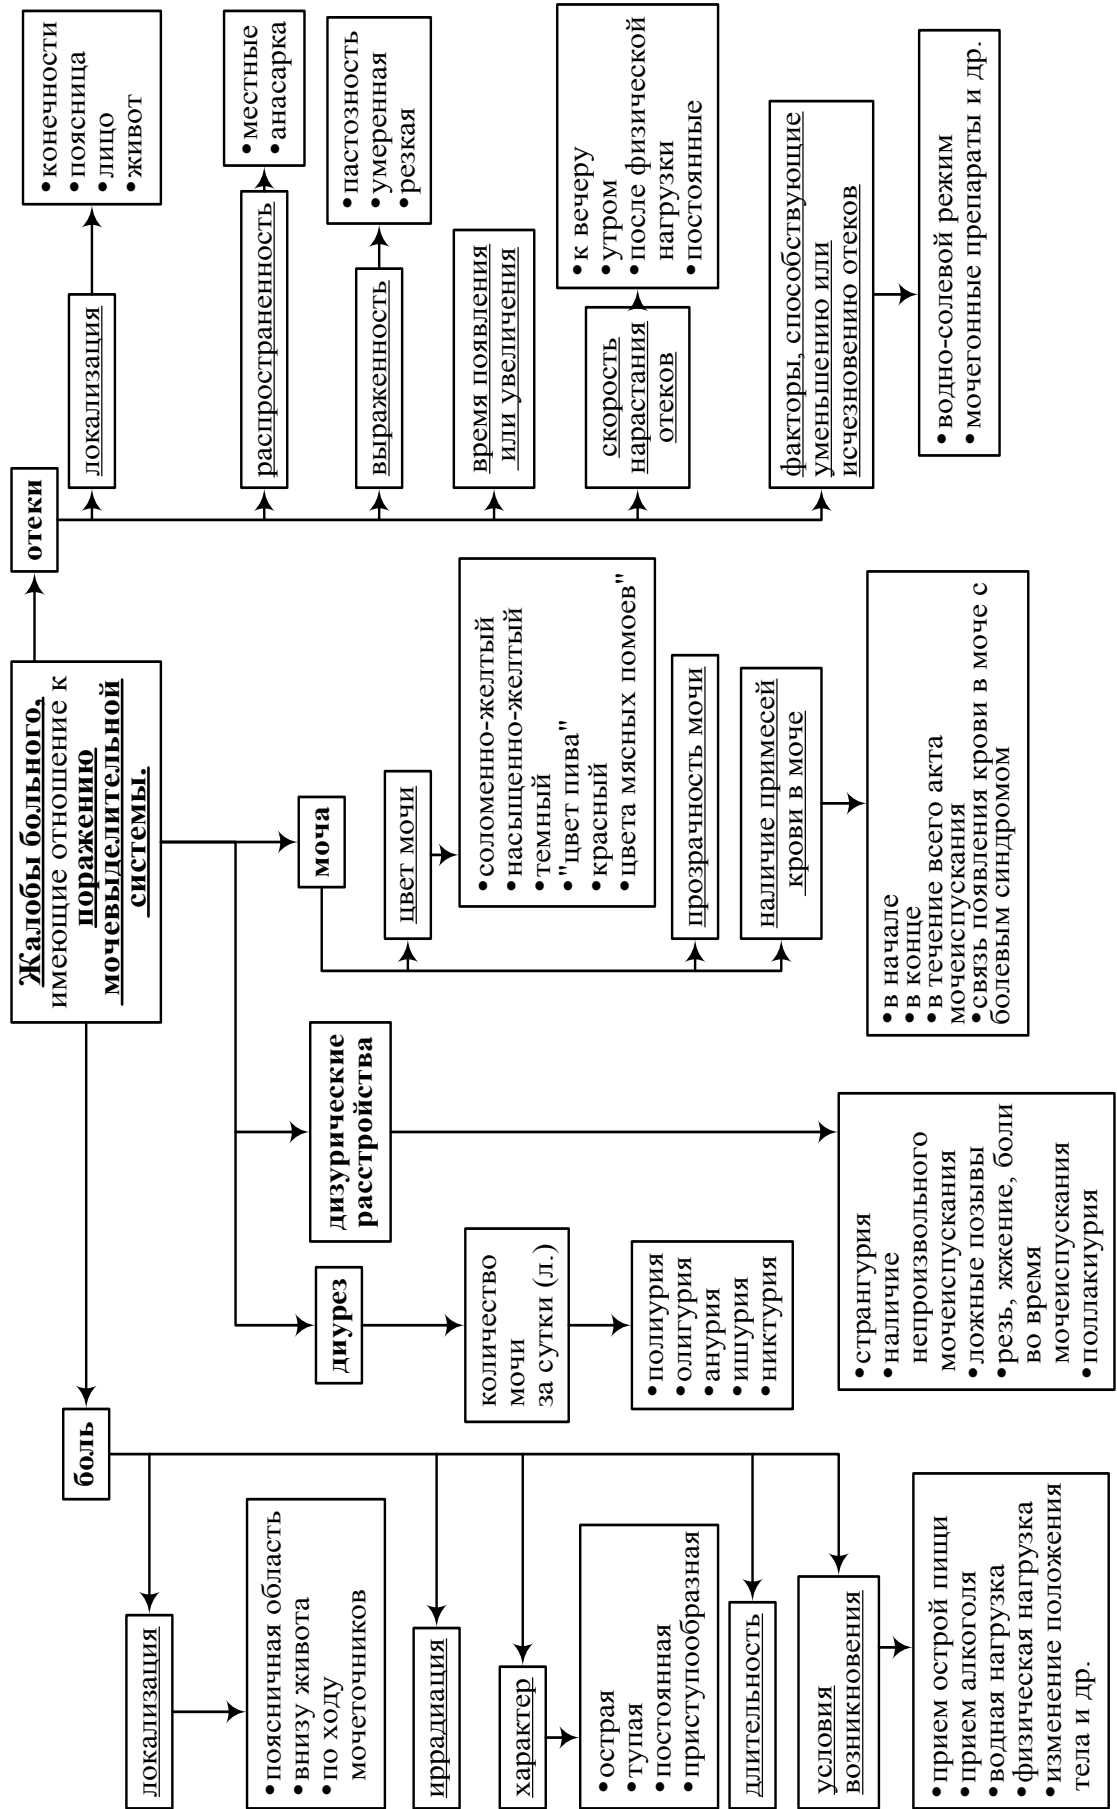 Жалобы больного,
имеющие отношение к
поражению
мочевыделительной
системы.
боль
локализация
•поясничная область
•внизу живота
•по ходу
мочеточников
иррадиация
характер
•острая
•тупая
•постоянная
•приступообразная
длительность
условия
возникновения
•прием острой пищи
•прием алкоголя
•водная нагрузка
•физическая нагрузка
•изменение положения
тела и др.
диурез
количество
мочи
за сутки (л.)
•полиурия
•олигурия
•анурия
•ишурия
•никтурия
дизурические
расстройства
•странгурия
•наличие
непроизвольного
мочеиспускания
•ложные позывы
•резь, жжение, боли
во время
мочеиспускания
•поллакиурия
моча
цвет мочи
•соломенно-желтый
•насыщенно-желтый
•темный
•"цвет пива"
•красный
•цвета мясных помоев"
прозрачность мочи
наличие примесей
крови в моче
•в начале
•в конце
•в течение всего акта
мочеиспускания
•связь появления крови в моче с
болевым синдромом
отеки
локализация
•конечности
•поясница
•лицо
•живот
распространенность
•местные
•анасарка
выраженность
•пастозность
•умеренная
•резкая
время появления
или увеличения
скорость
нарастания
отеков
•к вечеру
•утром
•после физической
нагрузки
•постоянные
факторы, способствующие
уменьшению или
исчезновению отеков
•водно-солевой режим
•мочегонные препараты и др.